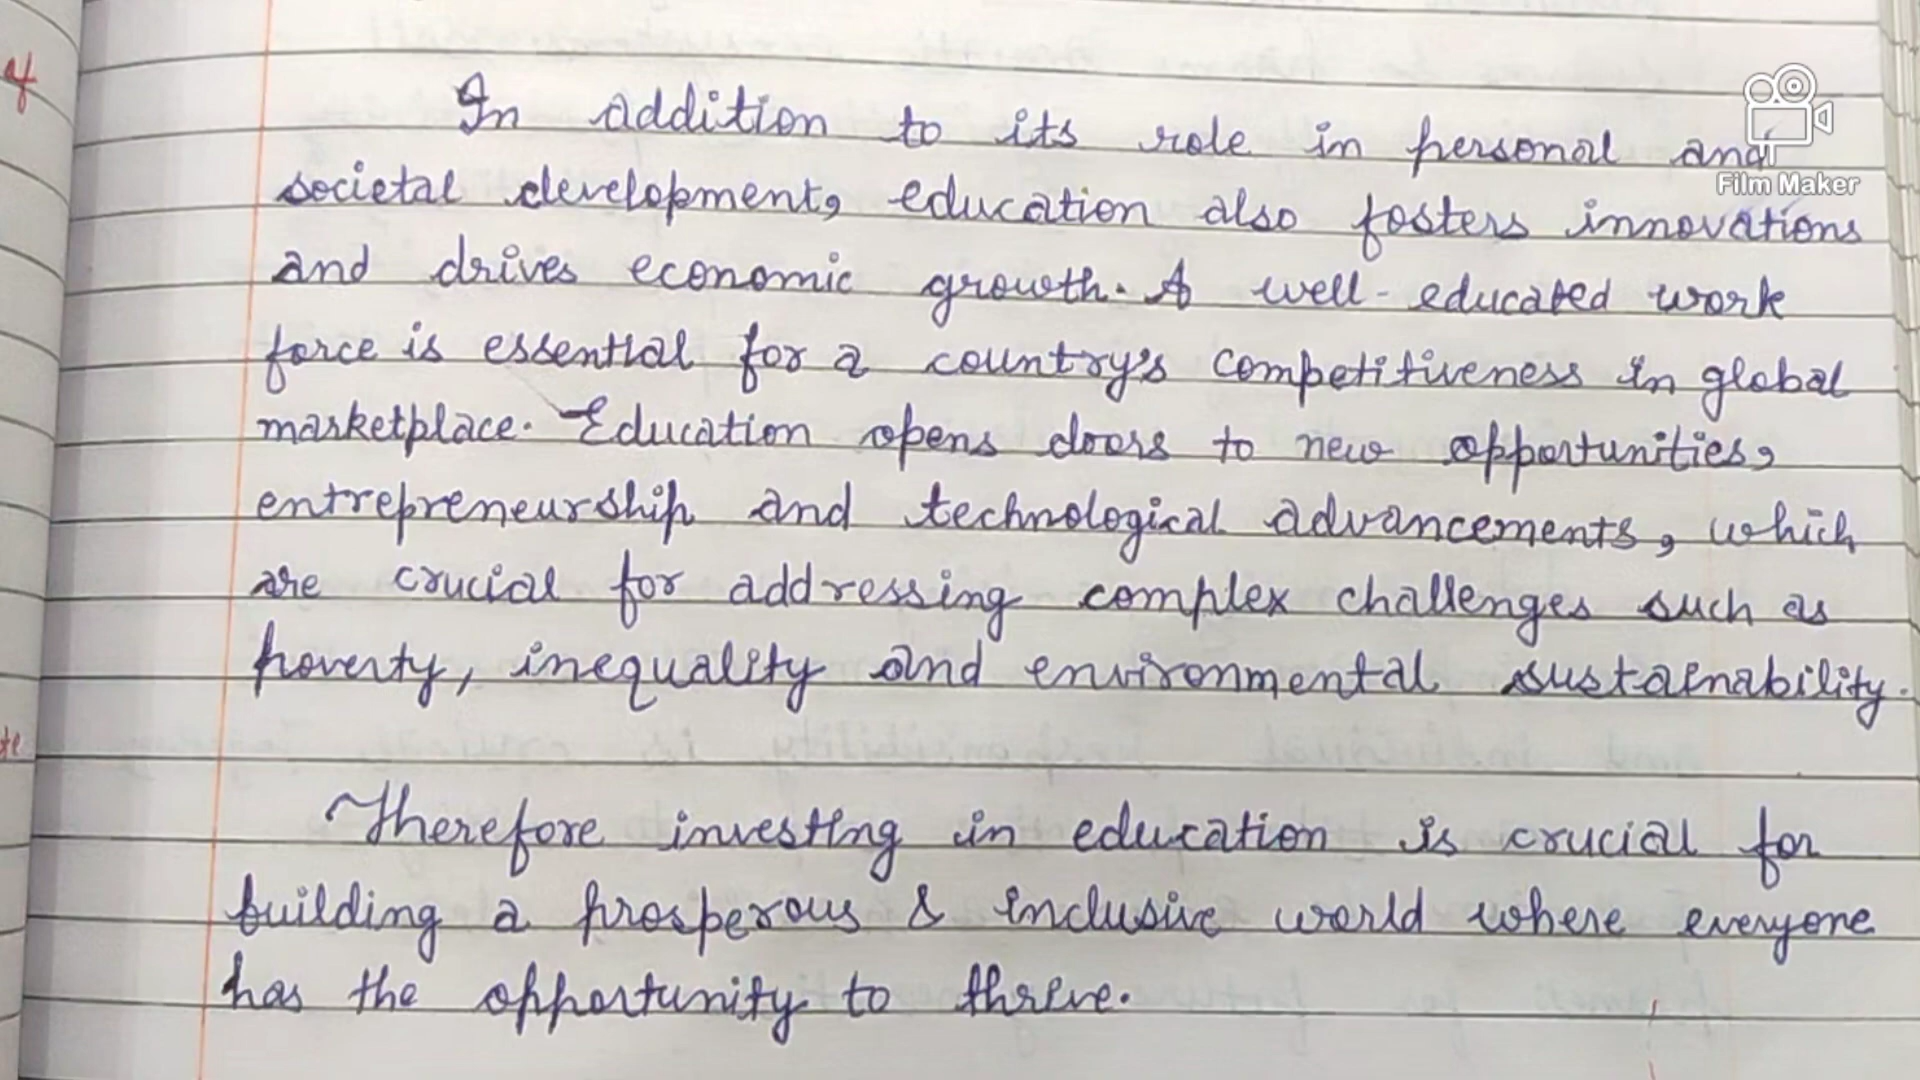 In addition to its role in personal and
societal development, education also fosters innovations
and drives economic growth. A well-educated work
force is essential for a country's competitiveness in global
marketplace. Education opens doors to new opportunities,
entrepreneurship and technological advancements, which
are crucial for addressing complex challenges such as
poverty, inequality and environmental sustainability.
Therefore investing in education is crucial for
building a prosperous & inclusive world where everyone
has the opportunity to thrive.
Film Maker